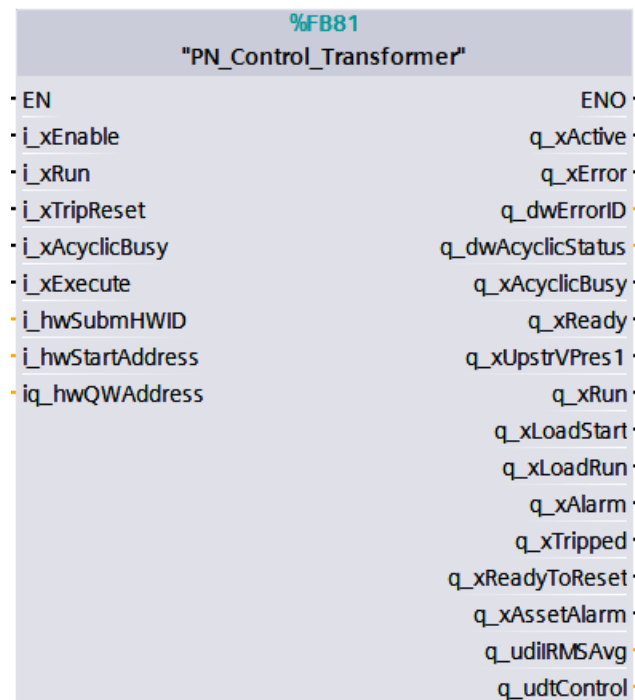 %FB81
"PN_Control_Transformer"
EN ENO
i_xEnable q_xActive
i_xRun q_xError
i_xTripReset q_dwErrorID
i_xAcyclicBusy q_dwAcyclicStatus
i_xExecute q_xAcyclicBusy
i_hwSubmHWID q_xReady
i_hwStartAddress q_xUpstrVPres1
iq_hwQWAddress q_xRun
q_xLoadStart
q_xLoadRun
q_xAlarm
q_xTripped
q_xReadyToReset
q_xAssetAlarm
q_udiIRMSAvg
q_udtControl